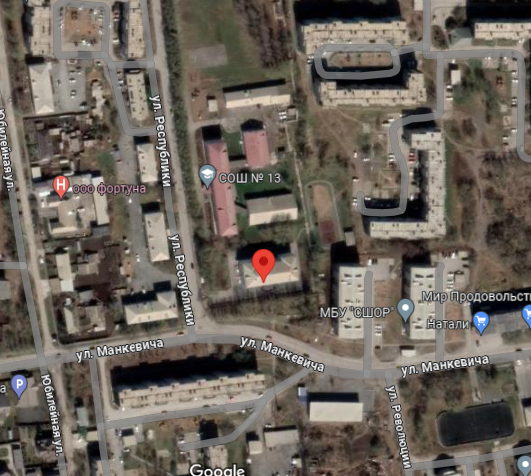 Юбилейная ул.
ул. Республики
СОШ № 13
ооо фортуна
ул. Республики
МБУ "СШОР"
Мир Продовольств
Натали
ул. Манкевича
ул. Манкевича
ул. Манкевича
Юбилейная ул.
ул. Революции
а
P
H
Google